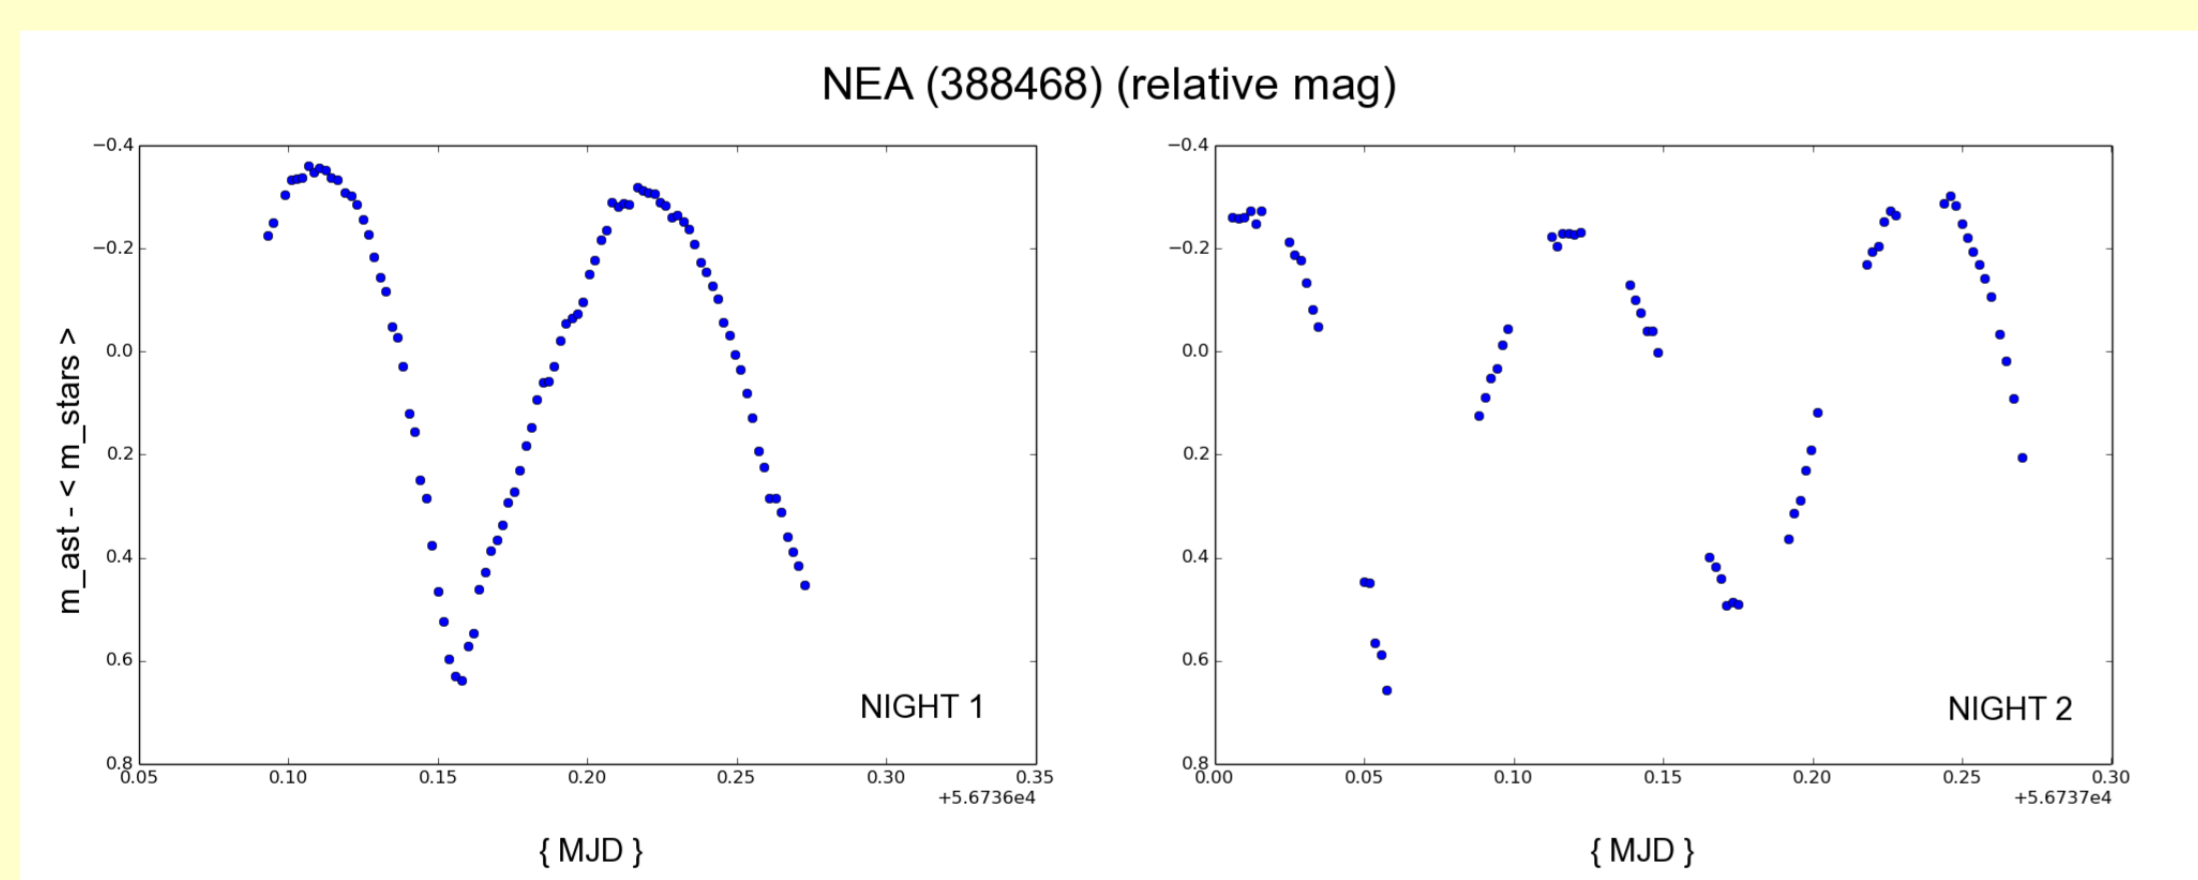 NEA (388468) (relative mag)
m_ast - < m_stars >
−0.4
−0.2
0.0
0.2
0.4
0.6
0.8
0.05 0.10 0.15 0.20 0.25 0.30 0.35
+5.6736e4
NIGHT 1
{ MJD }
−0.4
−0.2
0.0
0.2
0.4
0.6
0.8
0.00 0.05 0.10 0.15 0.20 0.25 0.30
+5.6737e4
NIGHT 2
{ MJD }